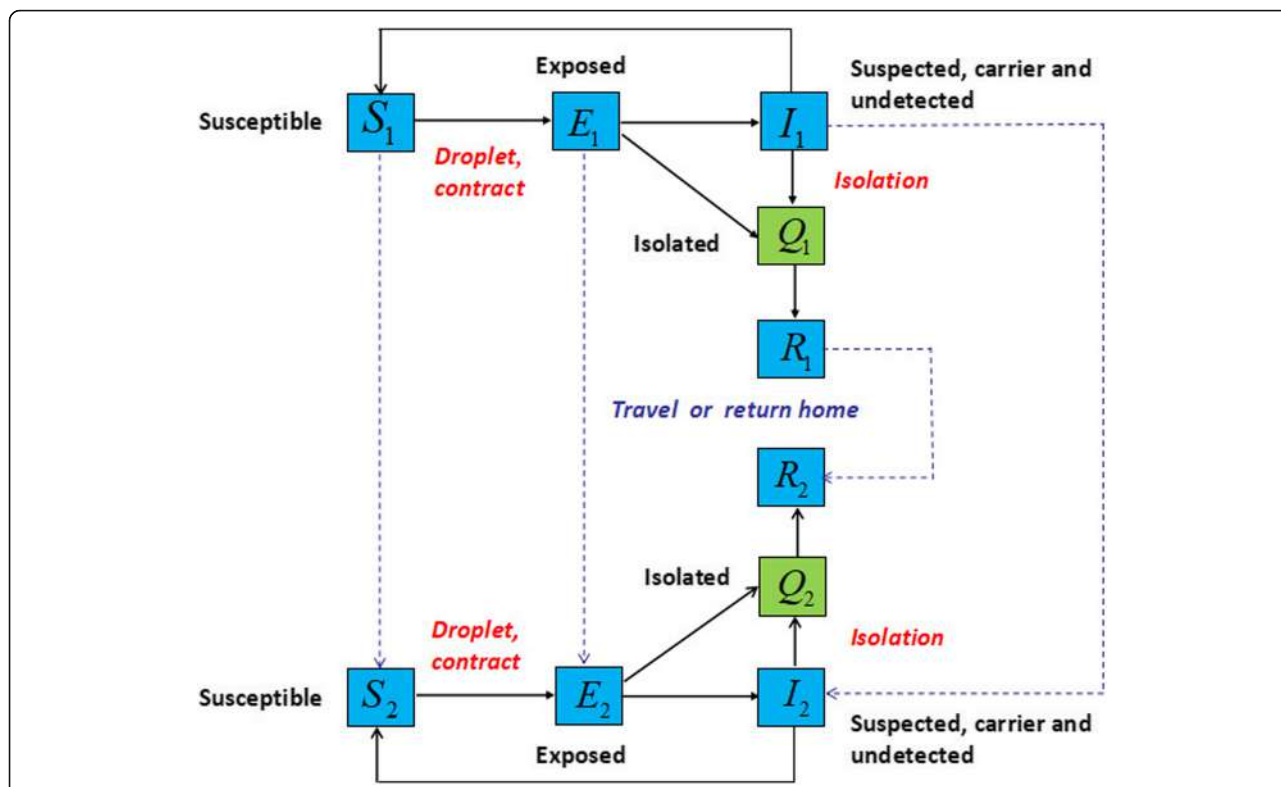 Exposed
Suspected, carrier and
undetected
Susceptible
S₁
E₁
I₁
Droplet,
contract
Isolation
Isolated
Q₁
R₁
Travel or return home
R₂
Isolated
Q₂
Droplet,
contract
Isolation
Susceptible
S₂
E₂
I₂
Exposed
Suspected, carrier and
undetected